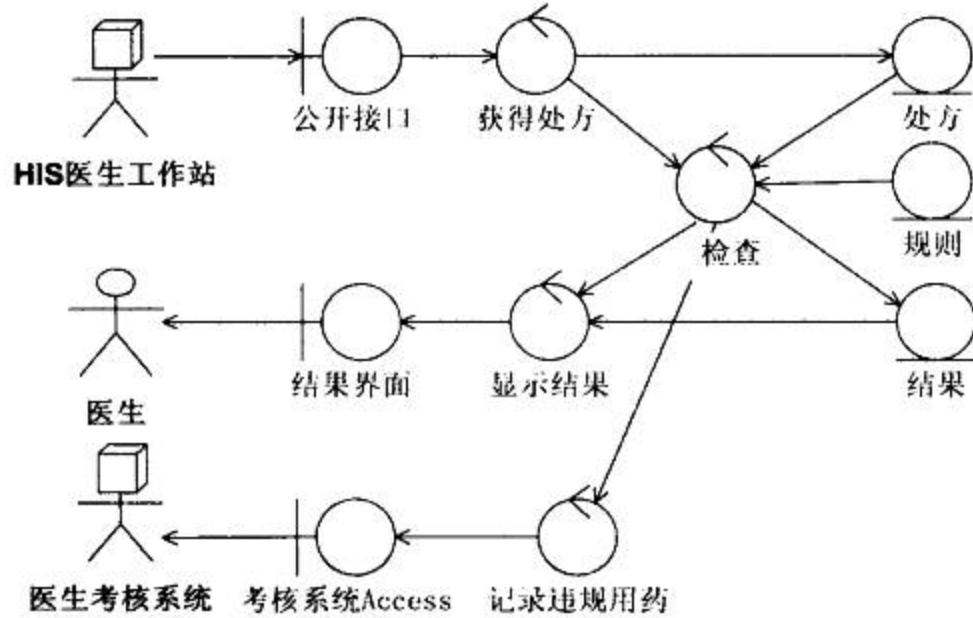 公开接口
获得处方
处方
HIS医生工作站
规则
检查
结果界面
显示结果
结果
医生
医生考核系统
考核系统Access
记录违规用药